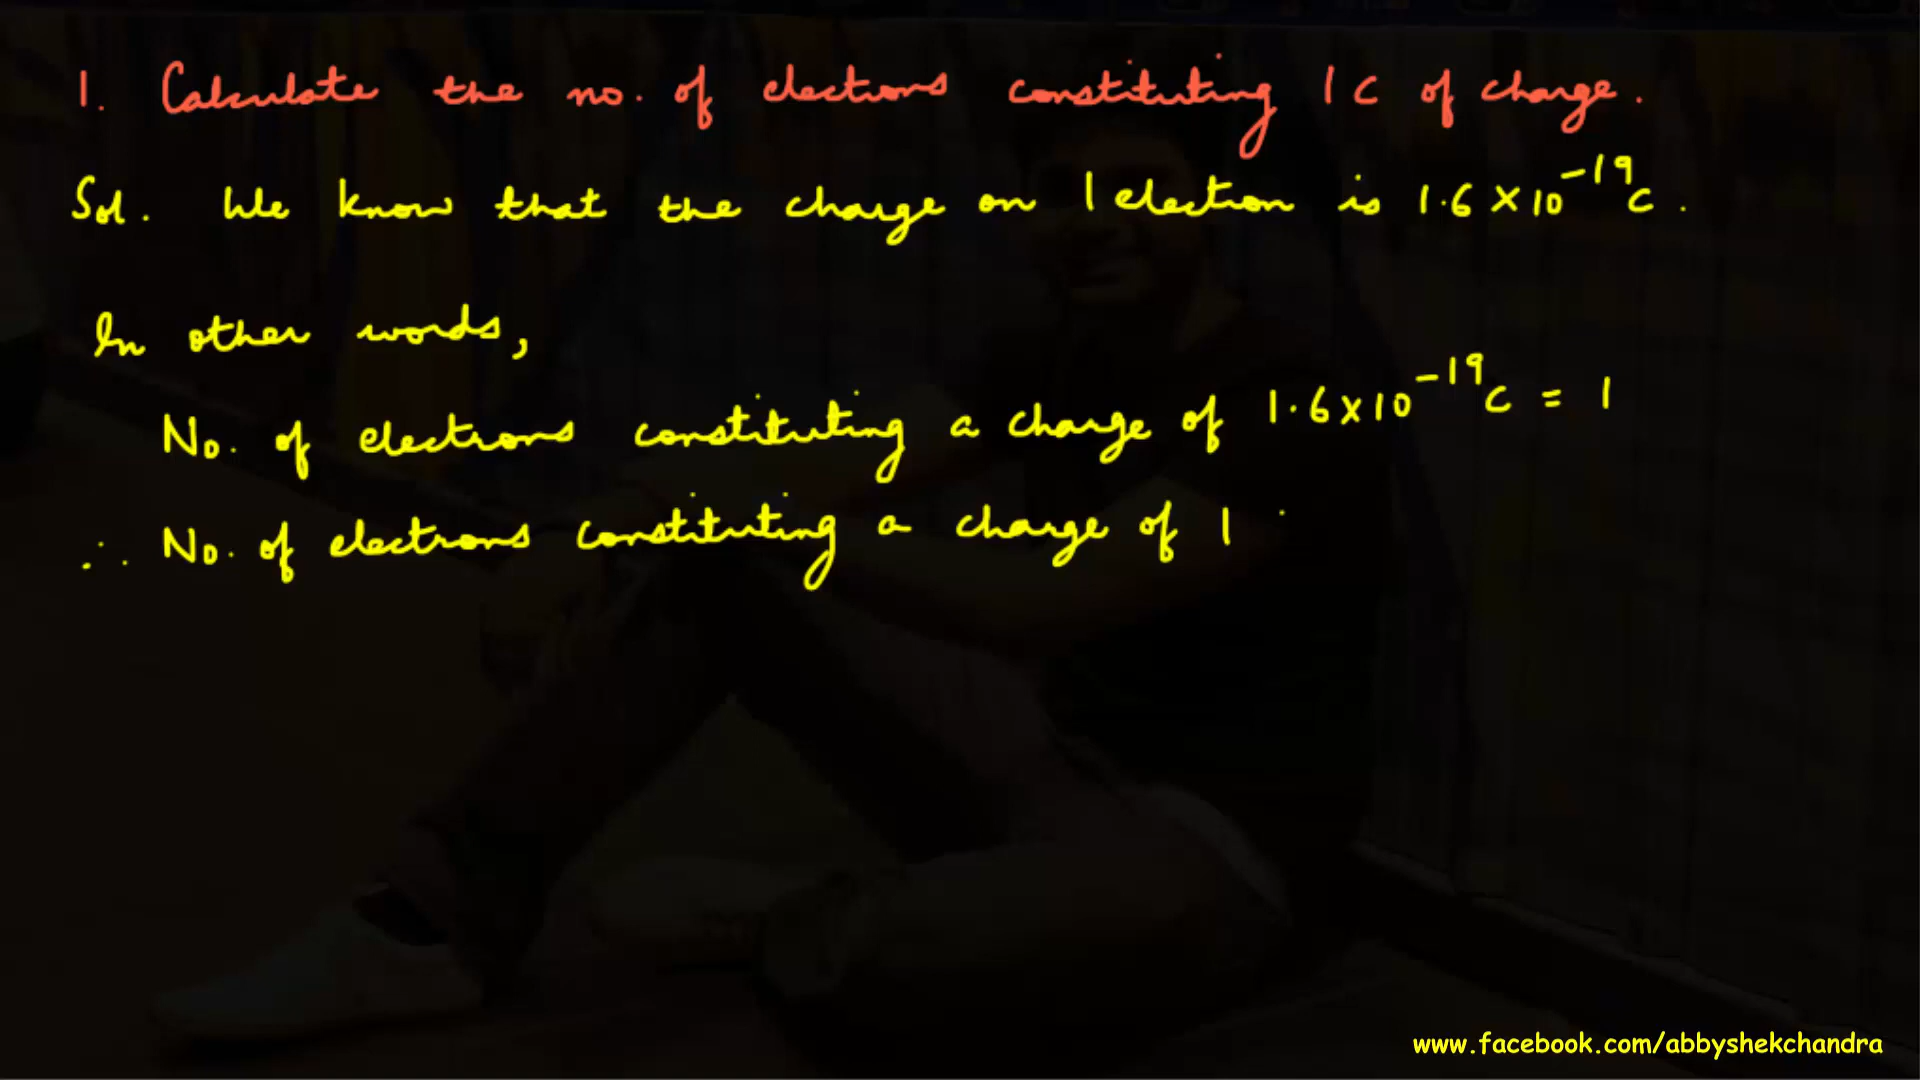 1. Calculate the no. of electrons constituting 1 C of charge.
Sol. We know that the charge on 1 electron is 1.6 × 10⁻¹⁹ C.
In other words,
No. of electrons constituting a charge of 1.6 × 10⁻¹⁹ C = 1
∴ No. of electrons constituting a charge of 1
www.facebook.com/abbyshekchandra